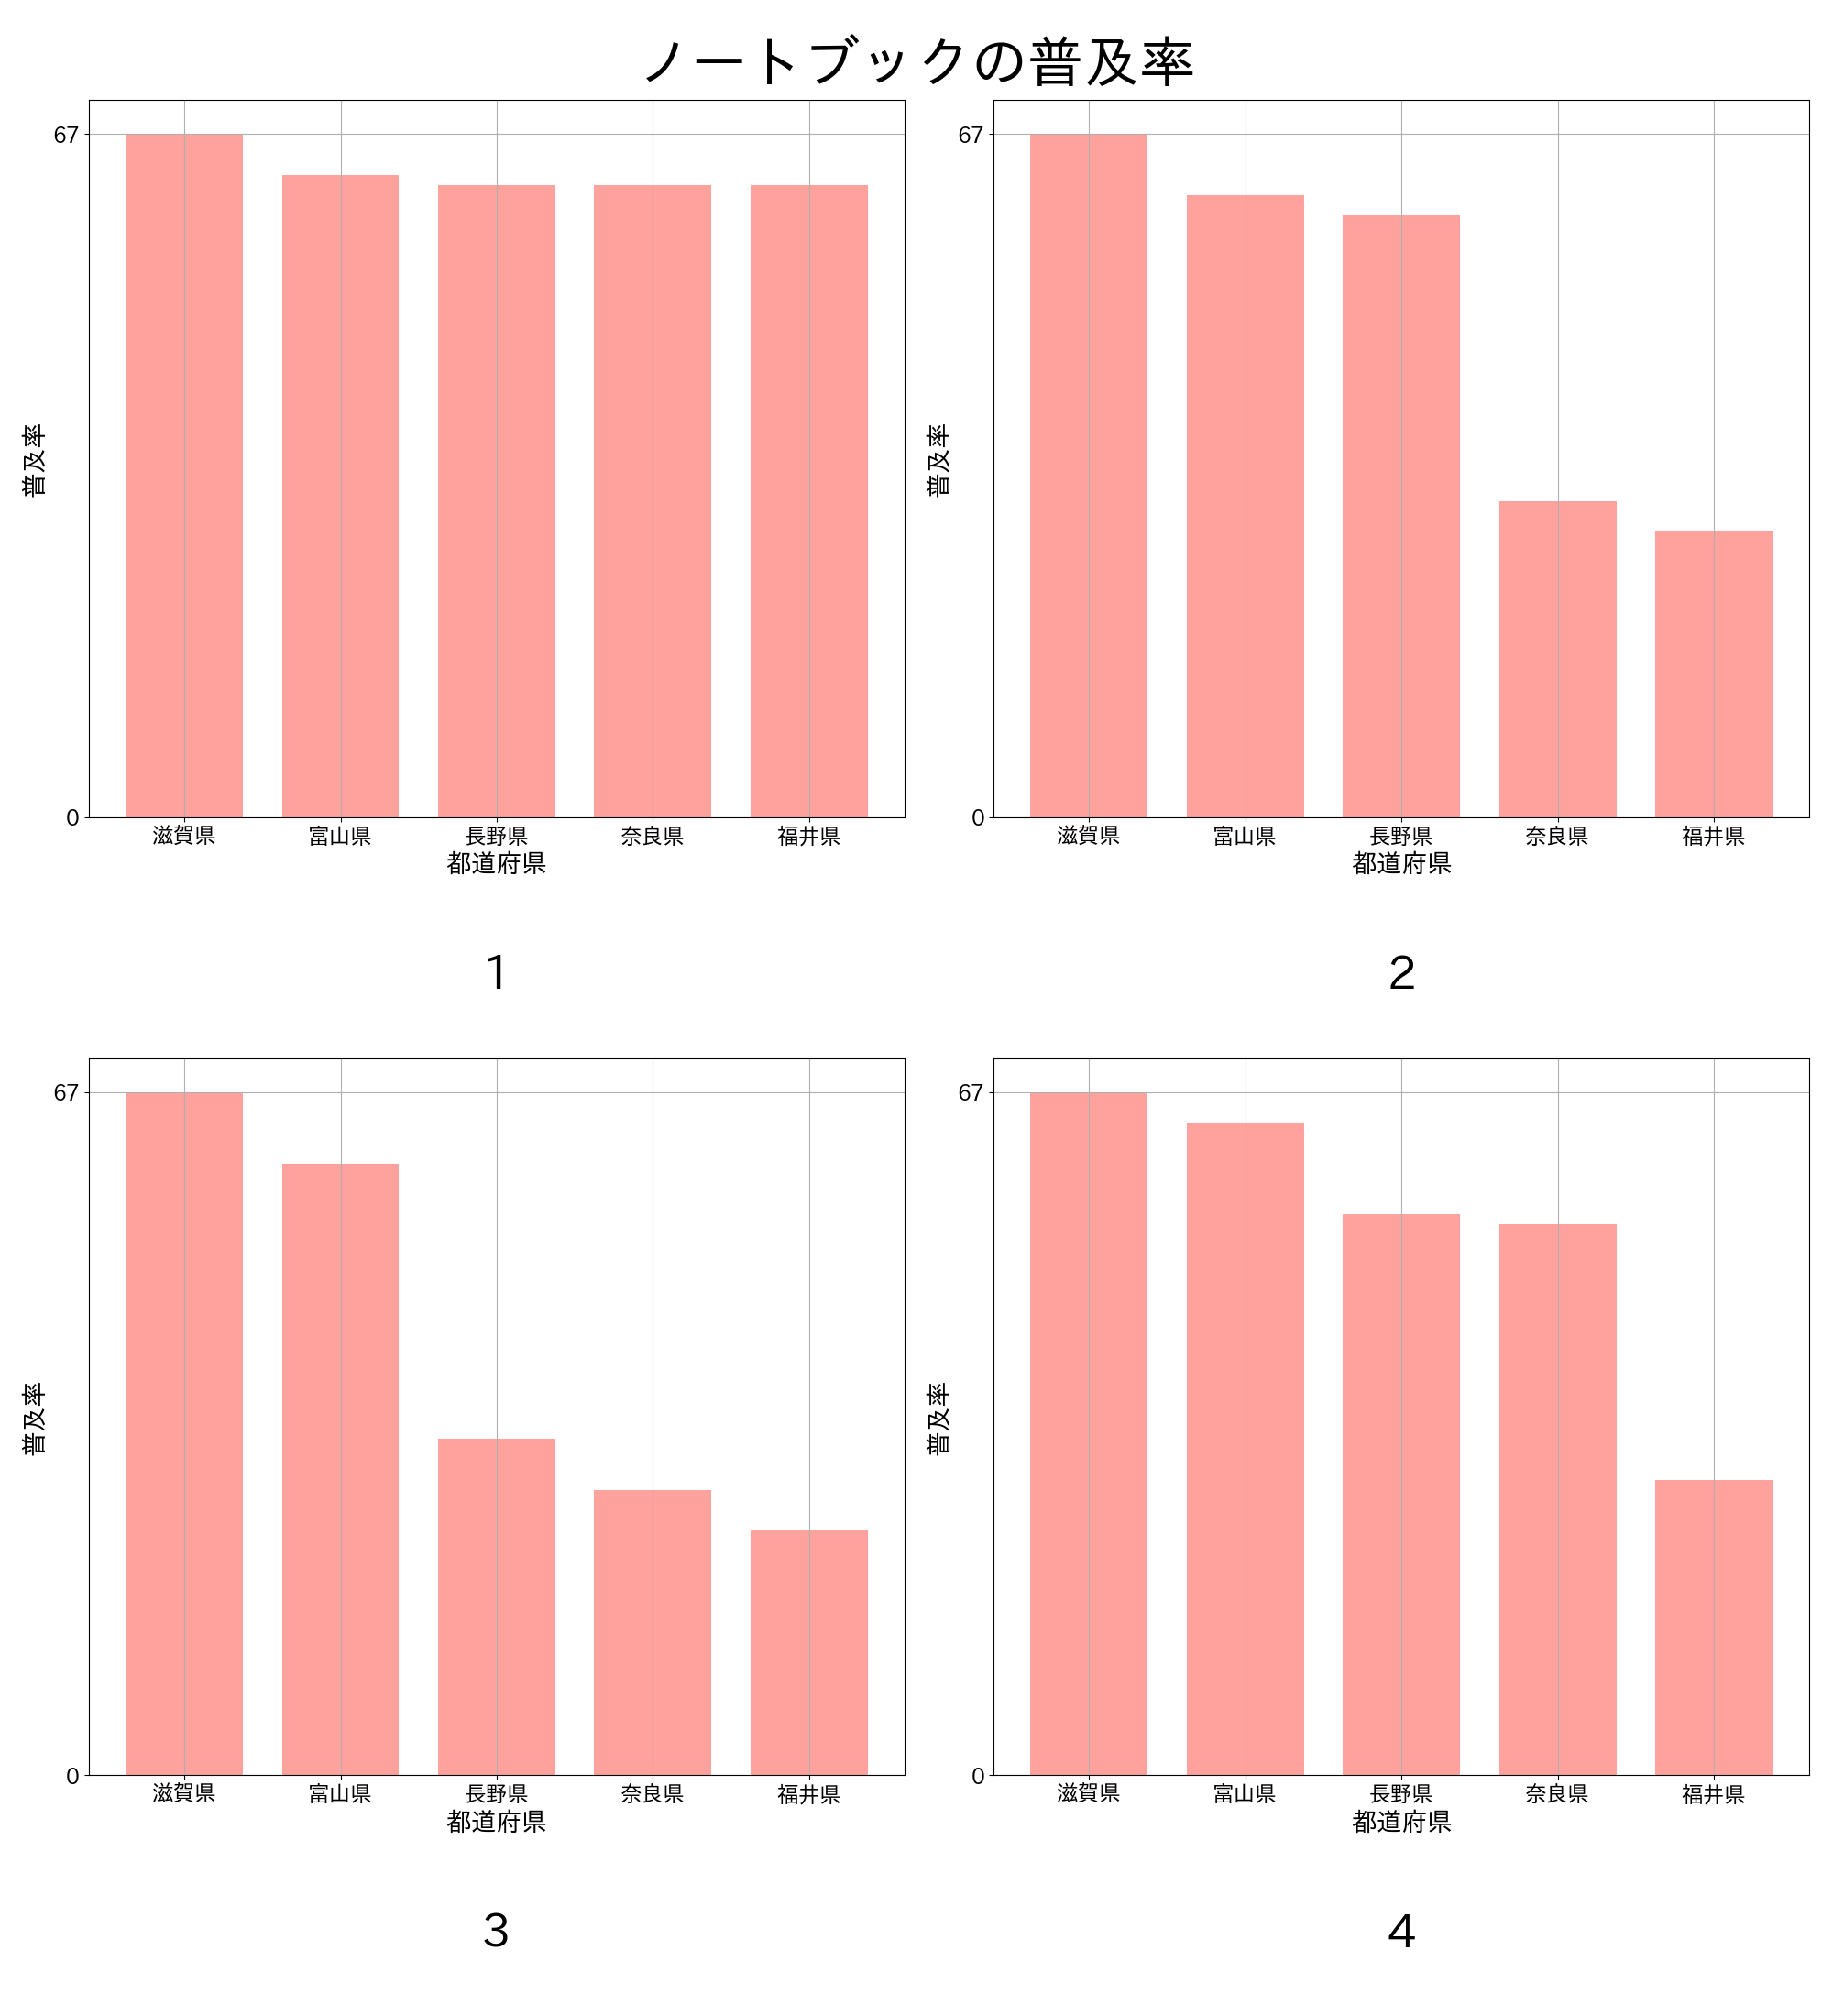 ノートブックの普及率
67
0
普及率
滋賀県 富山県 長野県 奈良県 福井県
都道府県
1
67
0
普及率
滋賀県 富山県 長野県 奈良県 福井県
都道府県
2
67
0
普及率
滋賀県 富山県 長野県 奈良県 福井県
都道府県
3
67
0
普及率
滋賀県 富山県 長野県 奈良県 福井県
都道府県
4